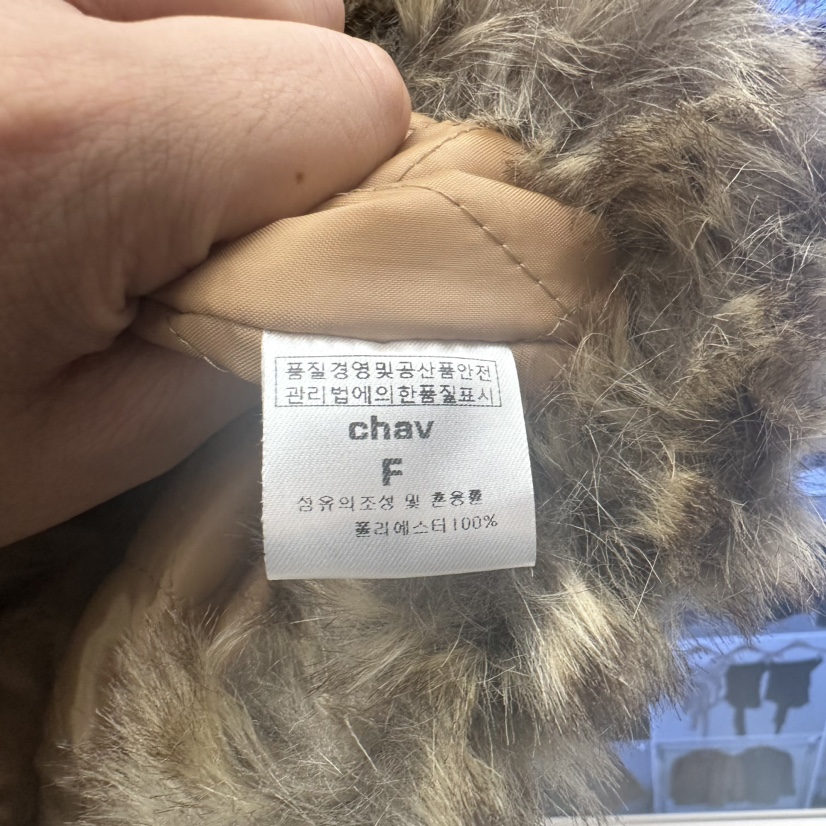 품질경영및공산품안전
관리법에의한품질표시
chav
F
섬유의조성 및 혼용률
폴리에스터100%